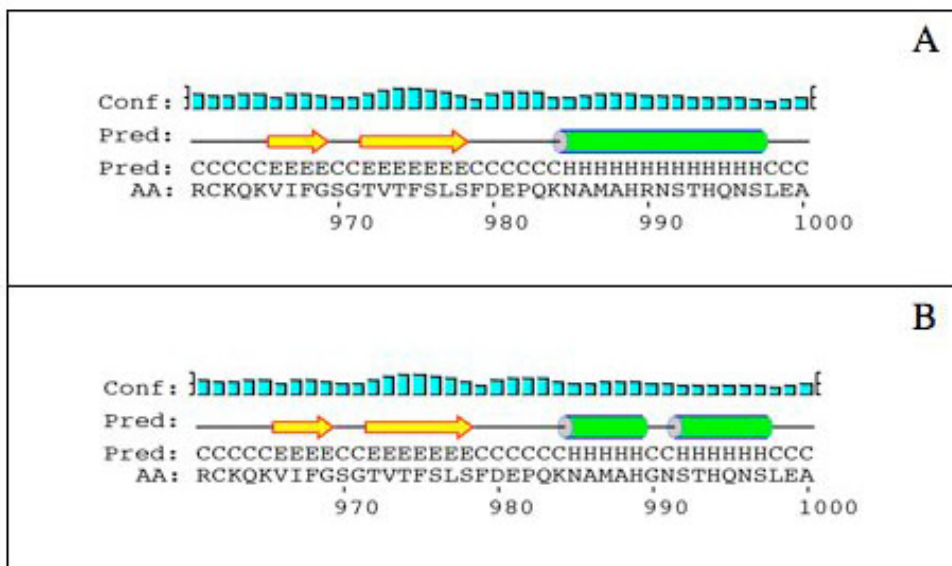 A
Conf:
Pred:
Pred: CCCCCEEEECCEEEEEEECCCCCCHHHHHHHHHHHHHCCC
AA: RCKQKVIFGSGTVTFSLSFDEPQKNAMAHRNSTHQNSLEA
970 980 990 1000
B
Conf:
Pred:
Pred: CCCCCEEEECCEEEEEEECCCCCCHHHHHCCHHHHHHCCC
AA: RCKQKVIFGSGTVTFSLSFDEPQKNAMAHGNSTHQNSLEA
970 980 990 1000